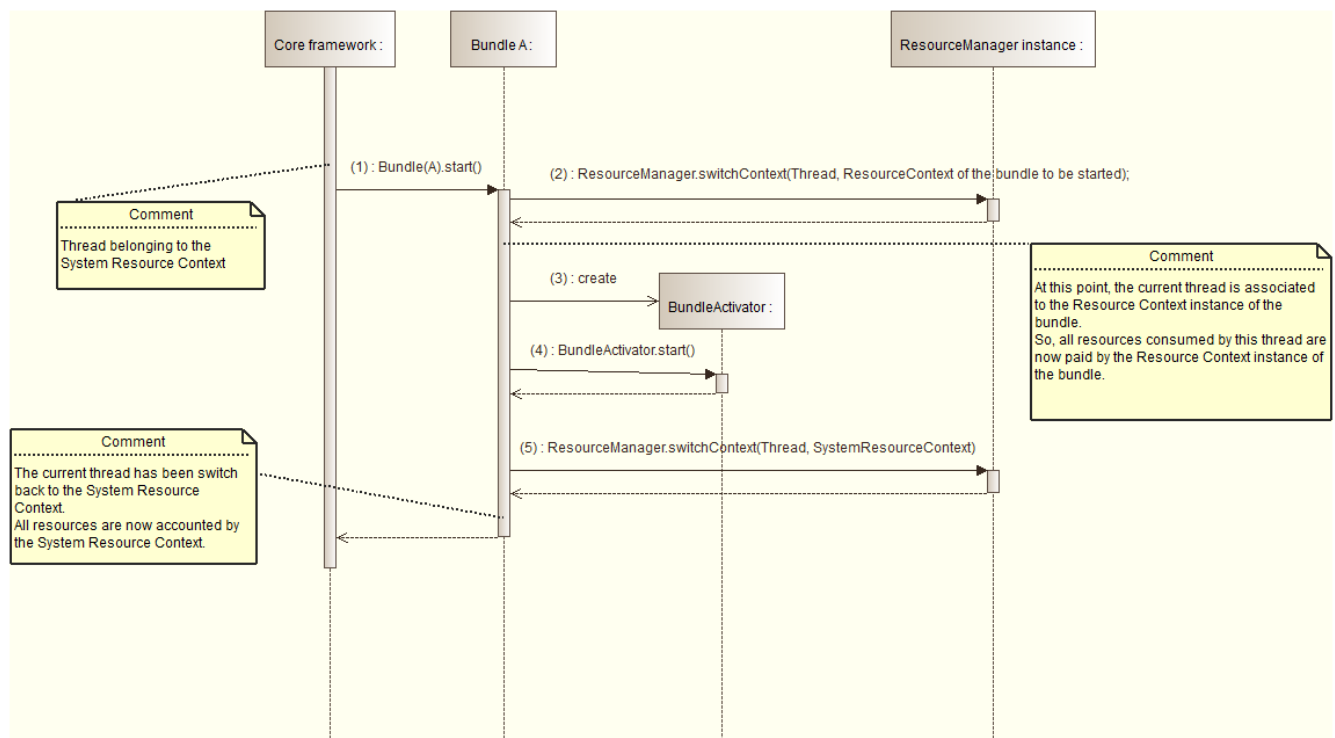 Core framework :
Bundle A :
ResourceManager instance :
(1) : Bundle(A).start()
(2) : ResourceManager.switchContext(Thread, ResourceContext of the bundle to be started);
Comment
Thread belonging to the
System Resource Context
Comment
At this point, the current thread is associated
to the Resource Context instance of the
bundle.
So, all resources consumed by this thread are
now paid by the Resource Context instance of
the bundle.
(3) : create
BundleActivator :
(4) : BundleActivator.start()
Comment
The current thread has been switch
back to the System Resource
Context.
All resources are now accounted by
the System Resource Context.
(5) : ResourceManager.switchContext(Thread, SystemResourceContext)